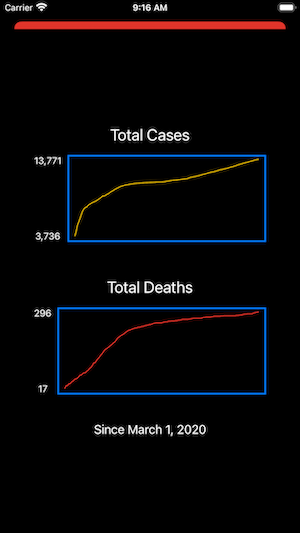 Carrier 9:16 AM
Total Cases
13,771
3,736
Total Deaths
296
17
Since March 1, 2020